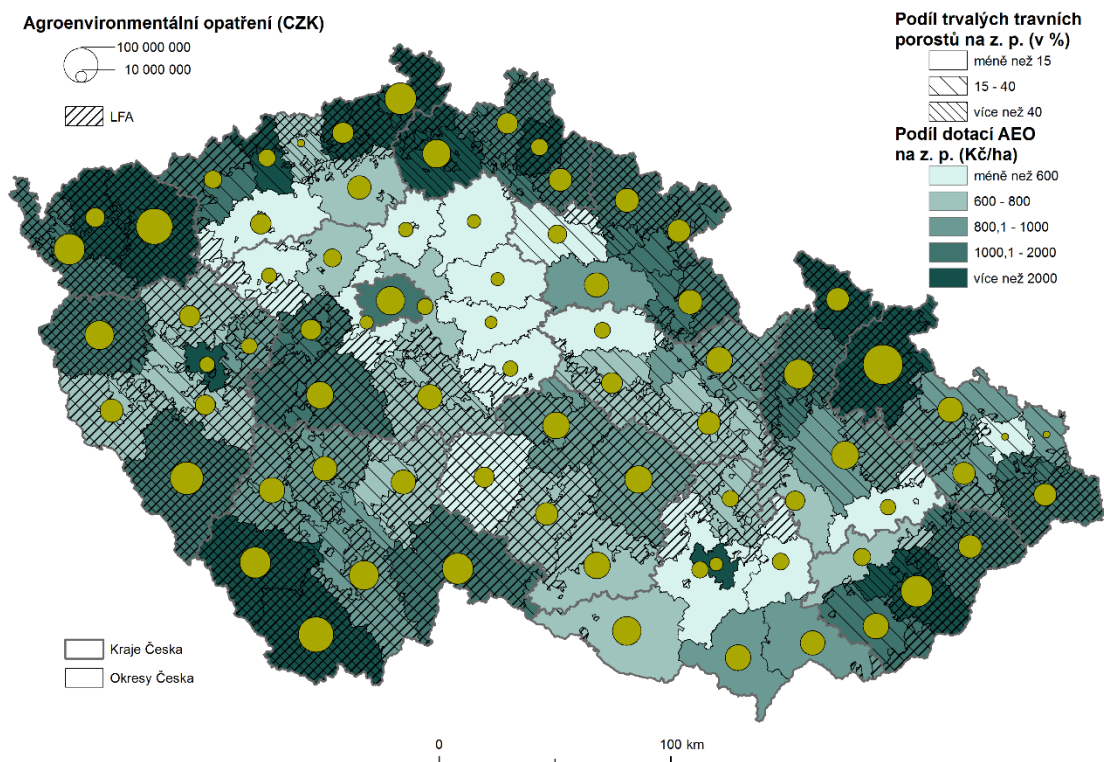 Agroenvironmentální opatření (CZK)
100 000 000
10 000 000
LFA
Podíl trvalých travních
porostů na z. p. (v %)
méně než 15
15 - 40
více než 40
Podíl dotací AEO
na z. p. (Kč/ha)
méně než 600
600 - 800
800,1 - 1000
1000,1 - 2000
více než 2000
Kraje Česka
Okresy Česka
0
100 km